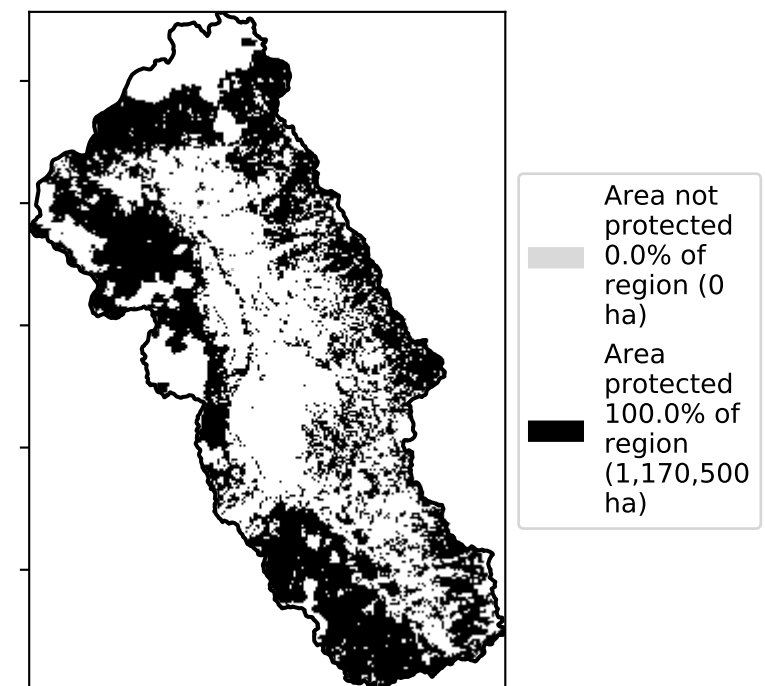 Area not
protected
0.0% of
region (0
ha)
Area
protected
100.0% of
region
(1,170,500
ha)